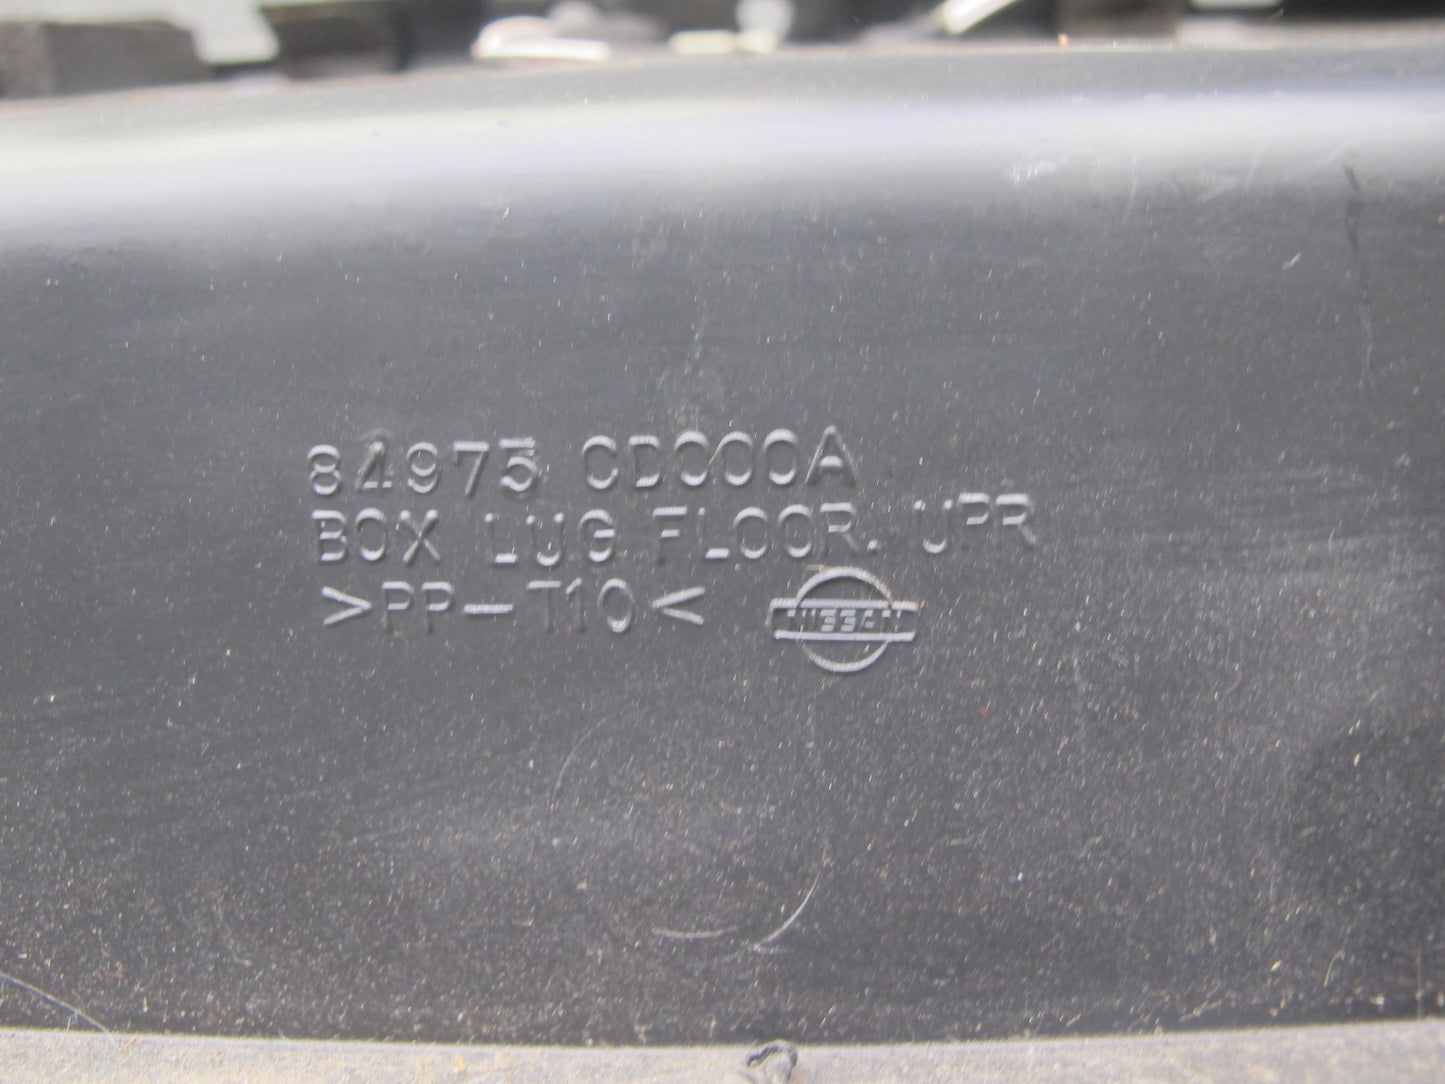 84975 CD000A
BOX LUG FLOOR. UPR
>PP-T10<
NISSAN